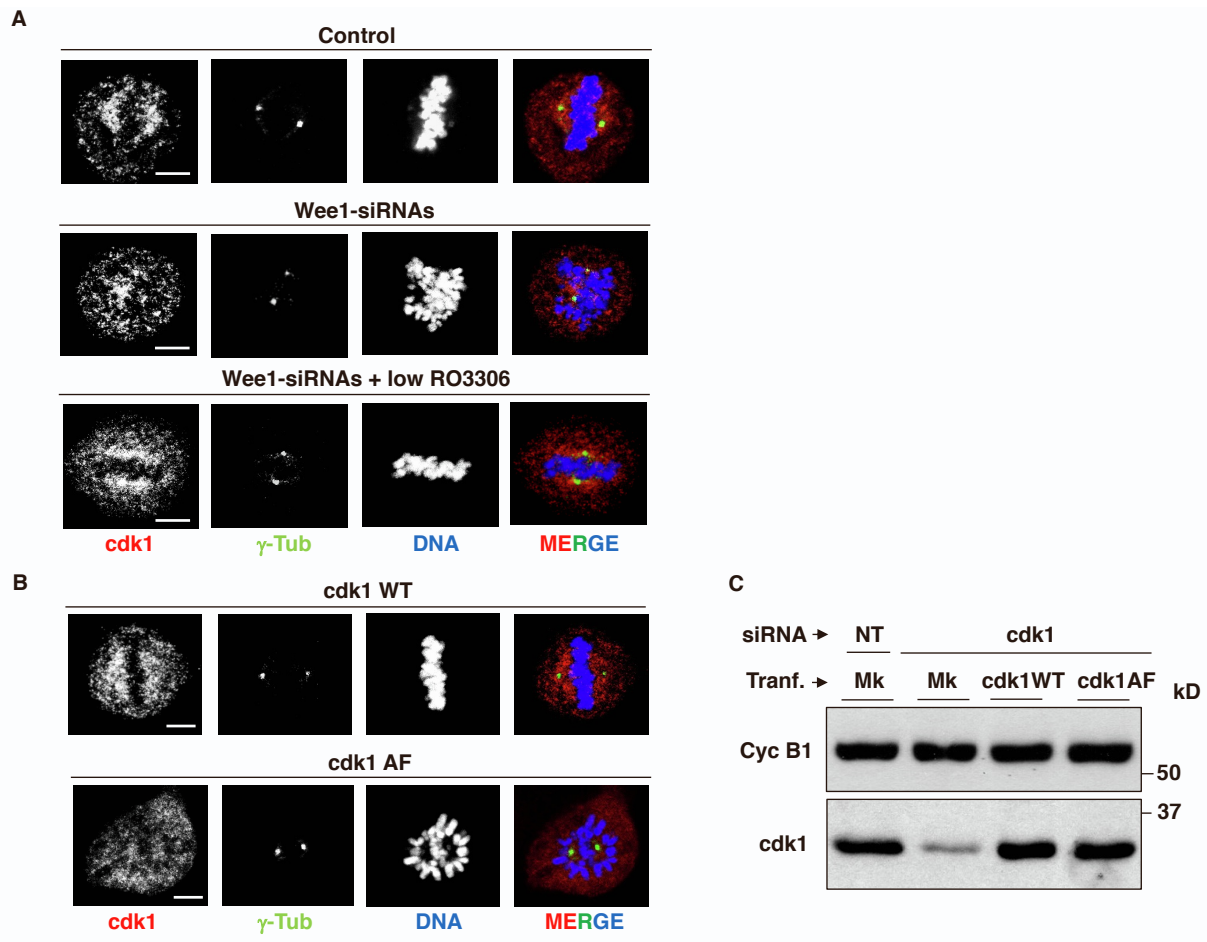 A
Control
Wee1-siRNAs
Wee1-siRNAs + low RO3306
cdk1 γ-Tub DNA MERGE
B
cdk1 WT
cdk1 AF
cdk1 γ-Tub DNA MERGE
C
siRNA NT cdk1
Tranf. Mk Mk cdk1WT cdk1AF kD
Cyc B1
50
37
cdk1